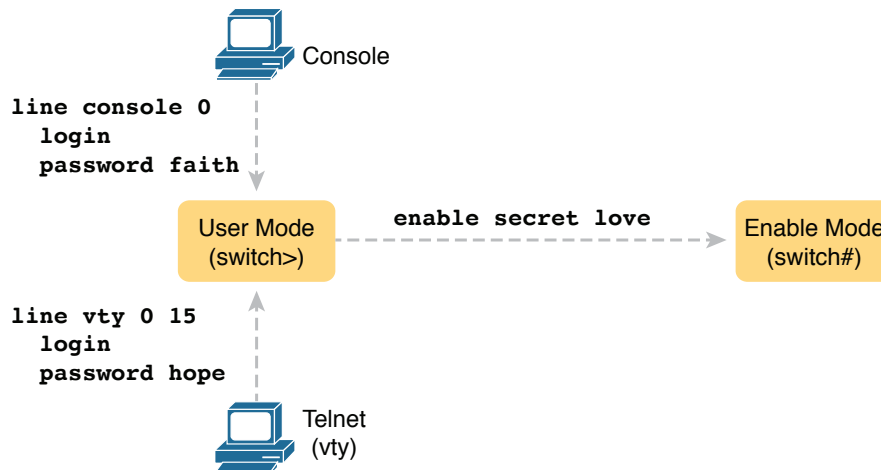 Console
line console 0
login
password faith
User Mode
(switch>)
enable secret love
Enable Mode
(switch#)
line vty 0 15
login
password hope
Telnet
(vty)